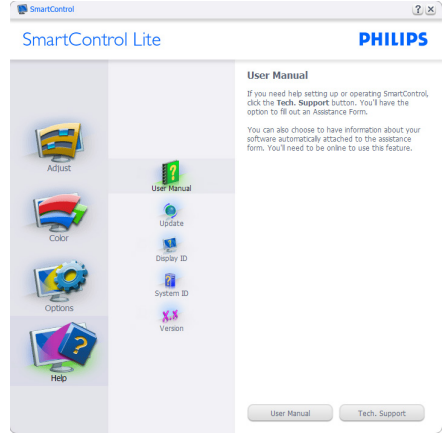 SmartControl
SmartControl Lite
PHILIPS
User Manual
If you need help setting up or operating SmartControl,
click the Tech. Support button. You'll have the
option to fill out an Assistance Form.
You can also choose to have information about your
software automatically attached to the assistance
form. You'll need to be online to use this feature.
Adjust
Color
Options
Help
User Manual
Update
Display ID
System ID
X.X
Version
User Manual
Tech. Support